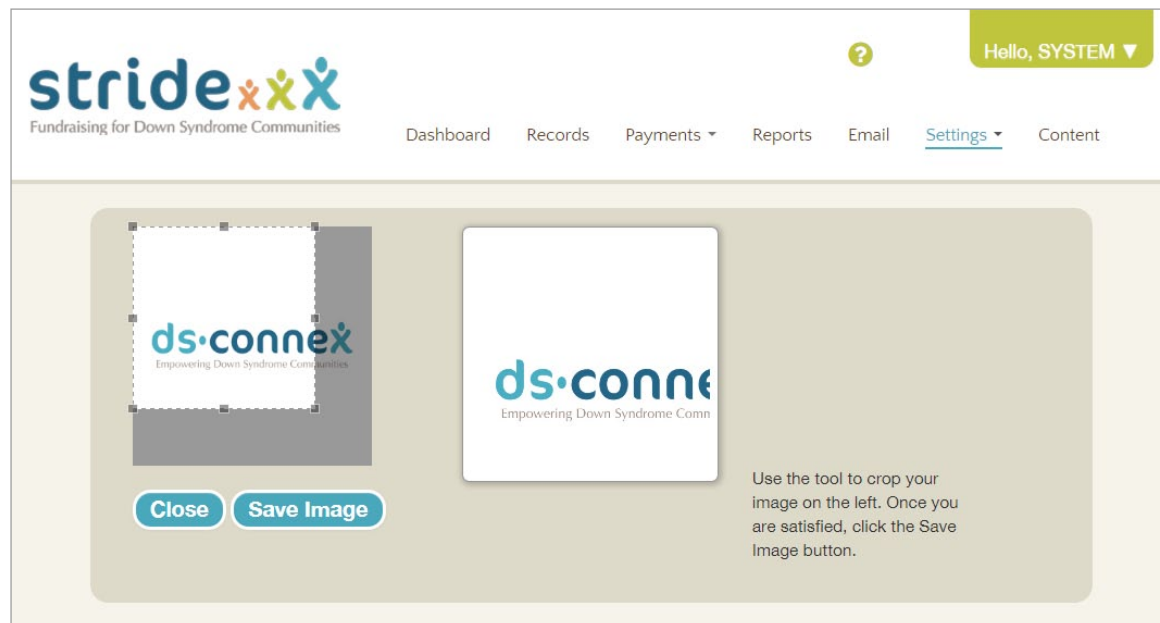 Hello, SYSTEM ▼
stride
Fundraising for Down Syndrome Communities
Dashboard Records Payments Reports Email Settings Content
ds·connex
Empowering Down Syndrome Communities
ds·conne
Empowering Down Syndrome Comm
Close Save Image
Use the tool to crop your
image on the left. Once you
are satisfied, click the Save
Image button.